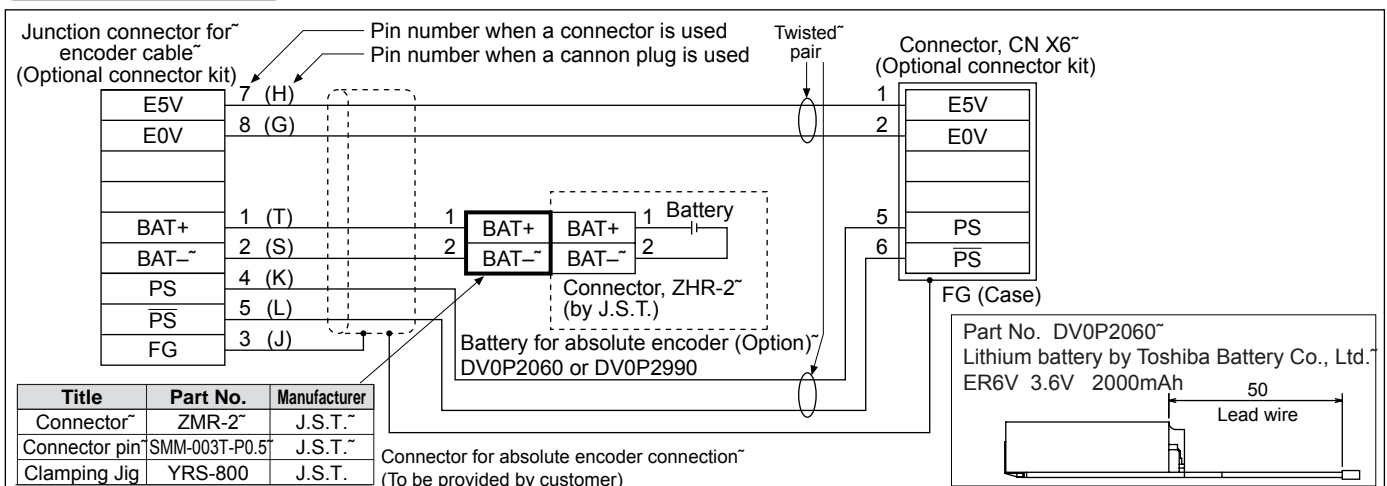 Junction connector for˜
encoder cable˜
(Optional connector kit)
Pin number when a connector is used
Pin number when a cannon plug is used
Twisted˜
pair
Connector, CN X6˜
(Optional connector kit)
E5V 7 (H)
E0V 8 (G)
BAT+ 1 (T)
BAT–˜ 2 (S)
PS 4 (K)
PS 5 (L)
FG 3 (J)
1 BAT+ BAT+ 1 Battery
2 BAT–˜ BAT–˜ 2
Connector, ZHR-2˜
(by J.S.T.)
1 E5V
2 E0V
5 PS
6 PS
FG (Case)
Battery for absolute encoder (Option)˜
DV0P2060 or DV0P2990
Title Part No. Manufacturer
Connector˜ ZMR-2˜ J.S.T.˜
Connector pin˜ SMM-003T-P0.5˜ J.S.T.˜
Clamping Jig YRS-800 J.S.T.
Connector for absolute encoder connection˜
(To be provided by customer)
Part No. DV0P2060˜
Lithium battery by Toshiba Battery Co., Ltd.˜
ER6V 3.6V 2000mAh
50
Lead wire